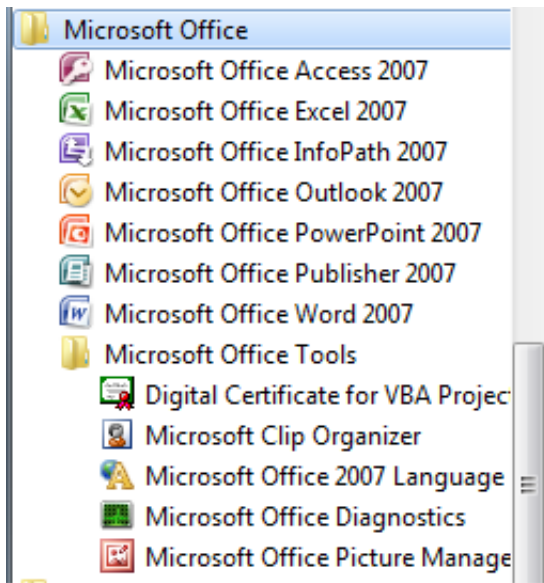 Microsoft Office
Microsoft Office Access 2007
Microsoft Office Excel 2007
Microsoft Office InfoPath 2007
Microsoft Office Outlook 2007
Microsoft Office PowerPoint 2007
Microsoft Office Publisher 2007
Microsoft Office Word 2007
Microsoft Office Tools
Digital Certificate for VBA Projec
Microsoft Clip Organizer
Microsoft Office 2007 Language
Microsoft Office Diagnostics
Microsoft Office Picture Manage